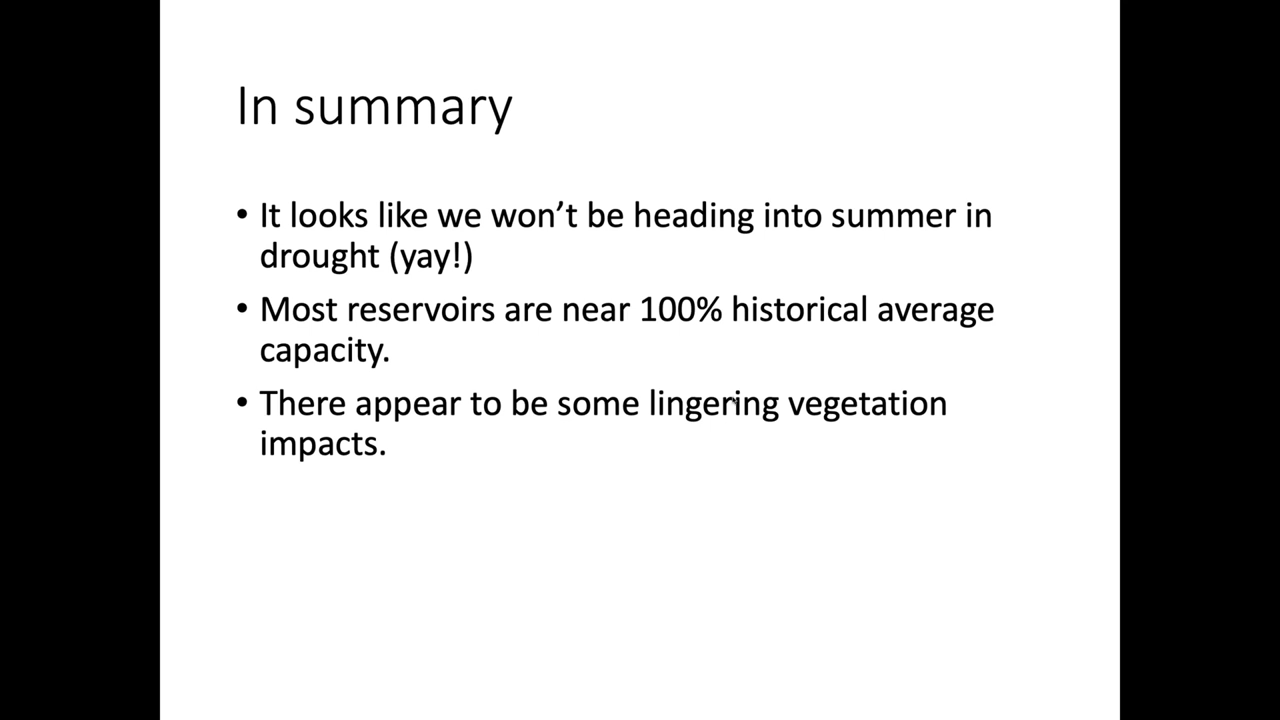 In summary
• It looks like we won’t be heading into summer in
drought (yay!)
• Most reservoirs are near 100% historical average
capacity.
• There appear to be some lingering vegetation
impacts.